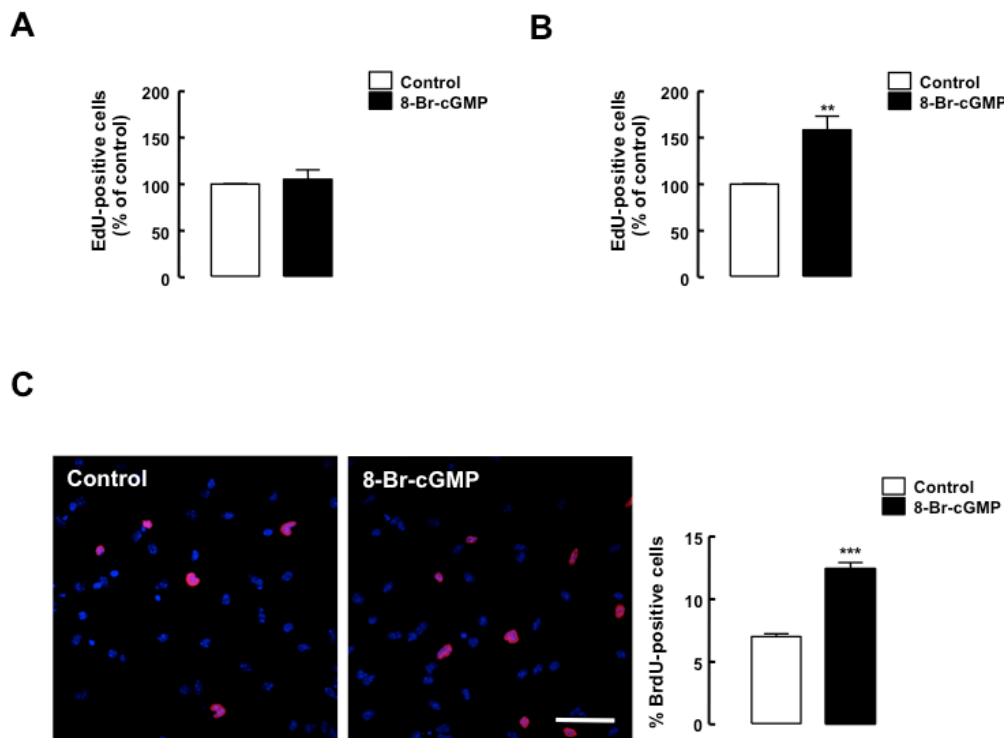 A
Control
8-Br-cGMP
EdU-positive cells
(% of control)
200
150
100
50
0
B
Control
8-Br-cGMP
EdU-positive cells
(% of control)
200
150
100
50
0
**
C
Control
8-Br-cGMP
Control
8-Br-cGMP
% BrdU-positive cells
15
10
5
0
***